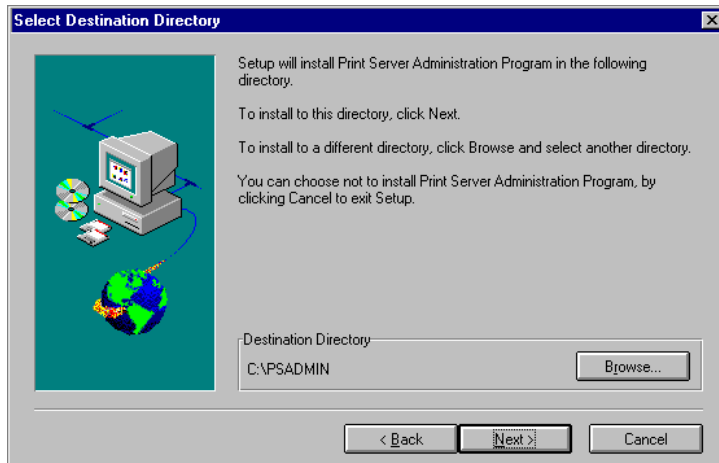 Select Destination Directory
Setup will install Print Server Administration Program in the following
directory.
To install to this directory, click Next.
To install to a different directory, click Browse and select another directory.
You can choose not to install Print Server Administration Program, by
clicking Cancel to exit Setup.
Destination Directory
C:\PSADMIN
Browse...
< Back
Next >
Cancel